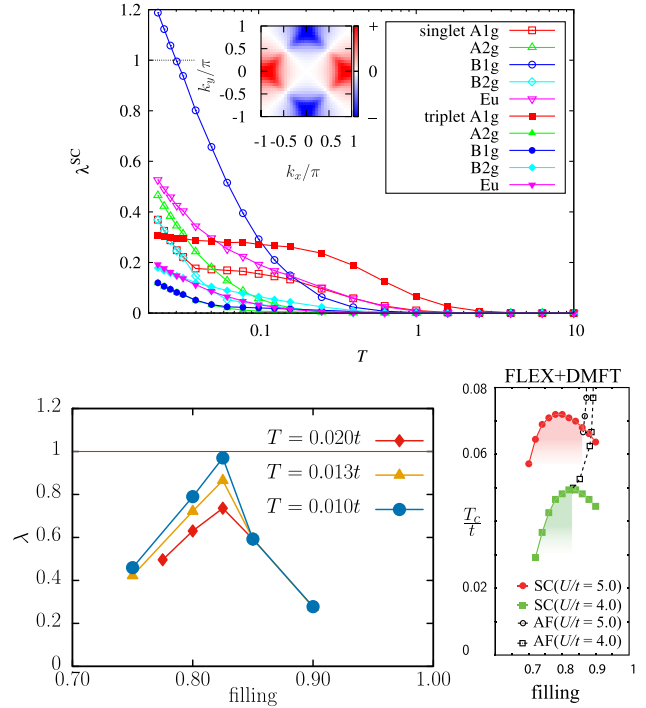 1.2
1
0.8
0.6
0.4
0.2
0
λ^SC
0.1
1
10
T
1
0.5
0
-0.5
-1
k_y/π
-1
-0.5
0
0.5
1
k_x/π
+
0
−
singlet A1g
A2g
B1g
B2g
Eu
triplet A1g
A2g
B1g
B2g
Eu
1.2
1
0.8
0.6
0.4
0.2
0
λ
T = 0.020t
T = 0.013t
T = 0.010t
0.70
0.80
0.90
1.00
filling
FLEX+DMFT
0.08
0.04
0
T_c/t
SC(U/t = 5.0)
SC(U/t = 4.0)
AF(U/t = 5.0)
AF(U/t = 4.0)
0.7
0.8
0.9
1
filling